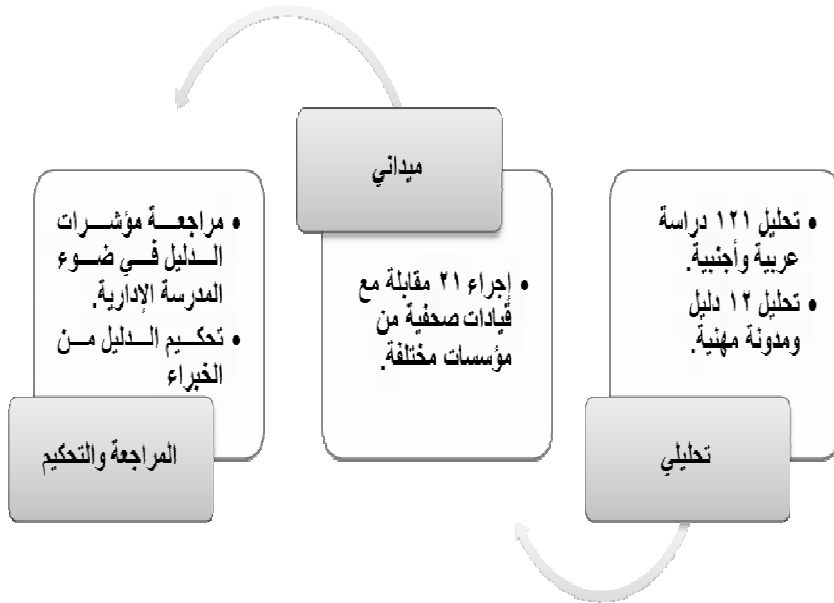 • تحليل ١٢١ دراسة
عربية وأجنبية.
• تحليل ١٢ دليل
ومدونة مهنية.
تحليلي
ميداني
• إجراء ٢١ مقابلة مع
قيادات صحفية من
مؤسسات مختلفة.
• مراجعة مؤشرات
الدليل في ضوء
المدرسة الإدارية.
• تحكيم الدليل من
الخبراء
المراجعة والتحكيم